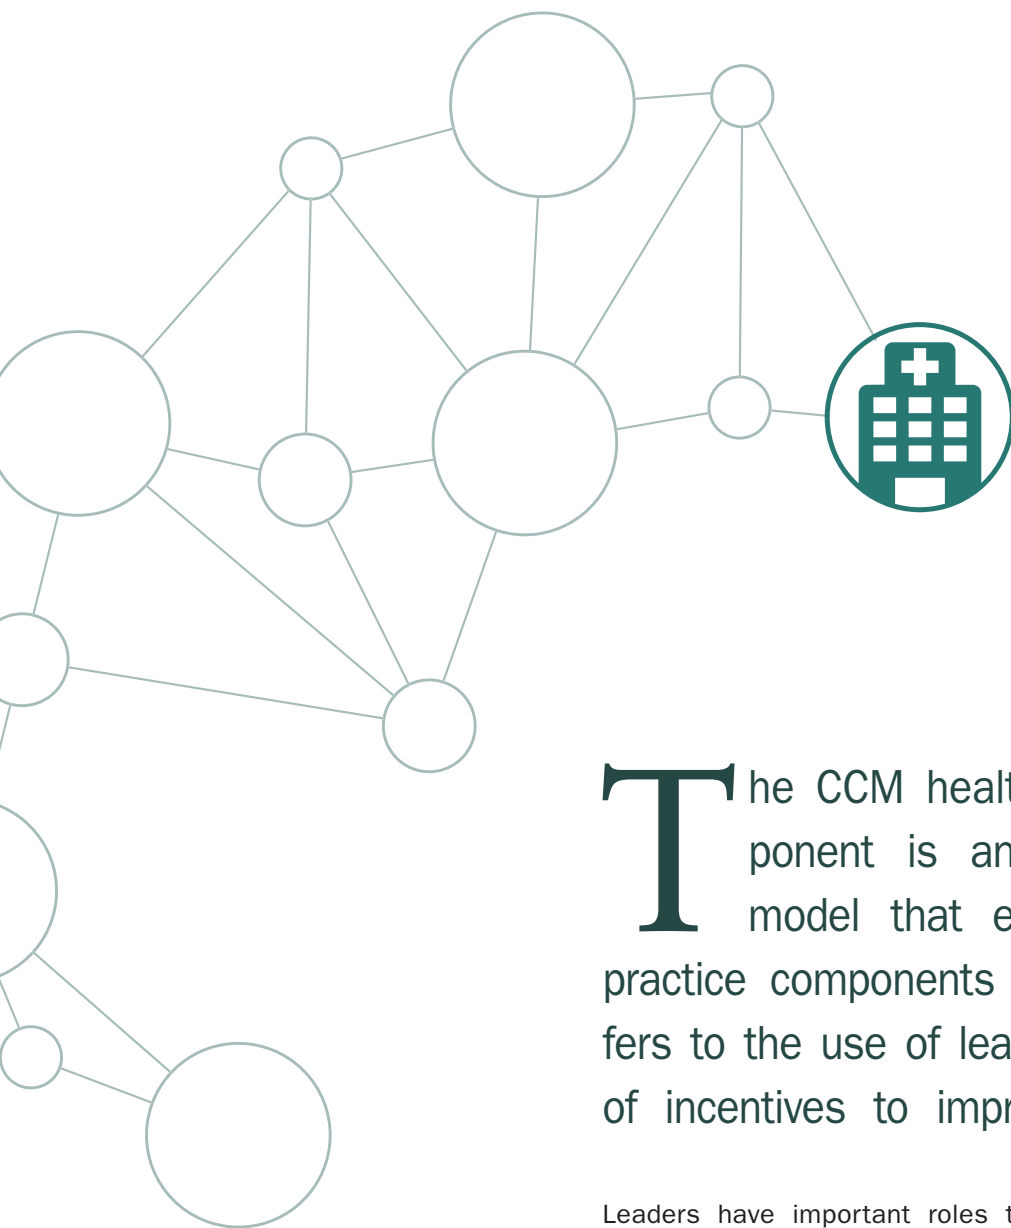 The CCM healt
ponent is an
model that e
practice components
fers to the use of lea
of incentives to impr
Leaders have important roles t